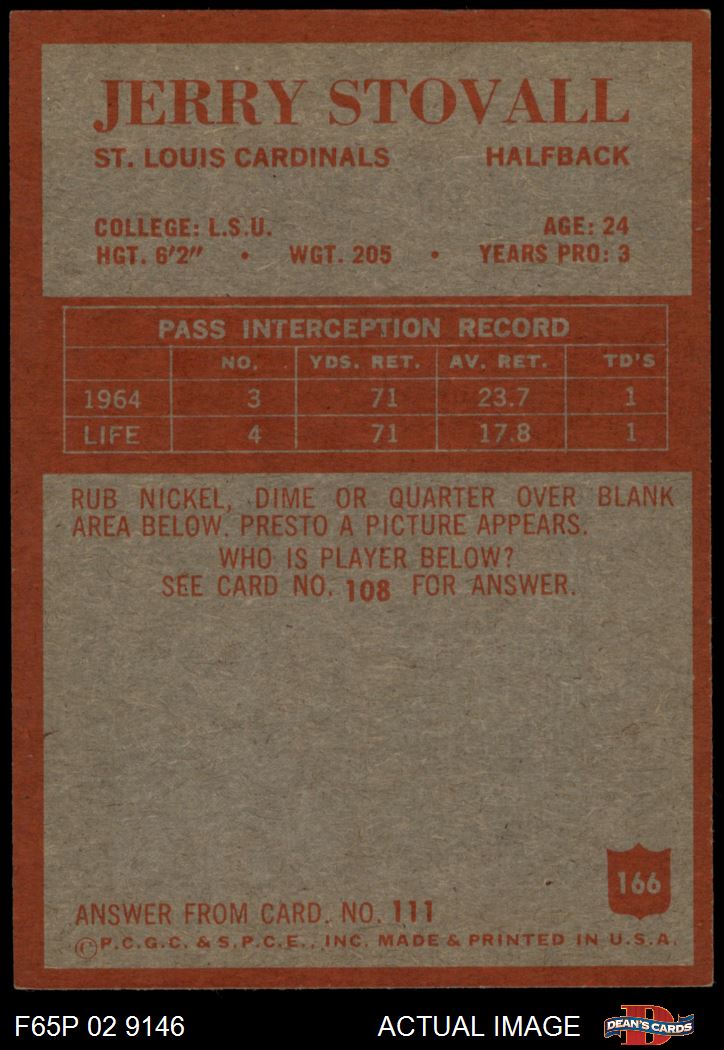 JERRY STOVALL
ST. LOUIS CARDINALS HALFBACK
COLLEGE: L.S.U. AGE: 24
HGT. 6'2" • WGT. 205 • YEARS PRO: 3
PASS INTERCEPTION RECORD
NO. YDS. RET. AV. RET. TD'S
1964 3 71 23.7 1
LIFE 4 71 17.8 1
RUB NICKEL, DIME OR QUARTER OVER BLANK
AREA BELOW. PRESTO A PICTURE APPEARS.
WHO IS PLAYER BELOW?
SEE CARD NO. 108 FOR ANSWER.
166
ANSWER FROM CARD. NO. 111
©P.C.G.C. & S.P.C.E., INC. MADE & PRINTED IN U.S.A.
F65P 02 9146 ACTUAL IMAGE D DEAN'S CARDS